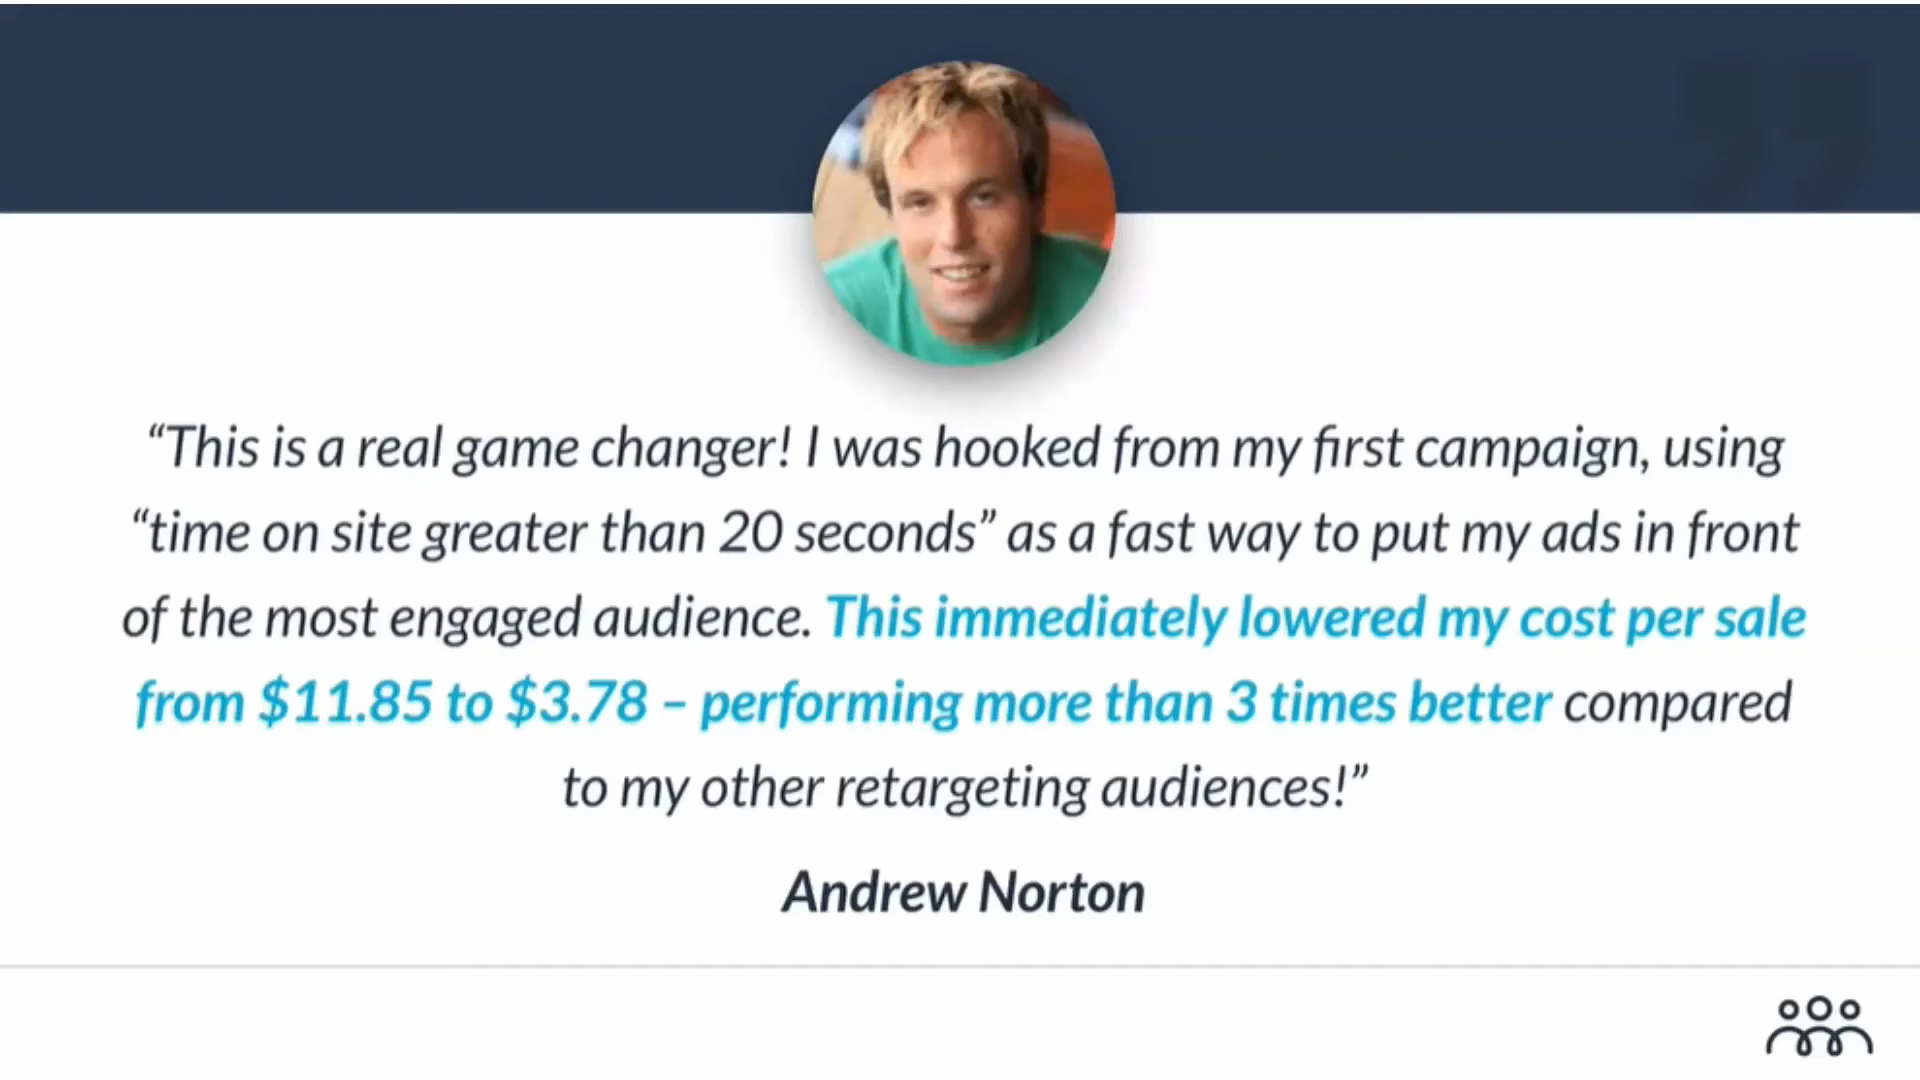 “This is a real game changer! I was hooked from my first campaign, using
“time on site greater than 20 seconds” as a fast way to put my ads in front
of the most engaged audience. This immediately lowered my cost per sale
from $11.85 to $3.78 – performing more than 3 times better compared
to my other retargeting audiences!”
Andrew Norton